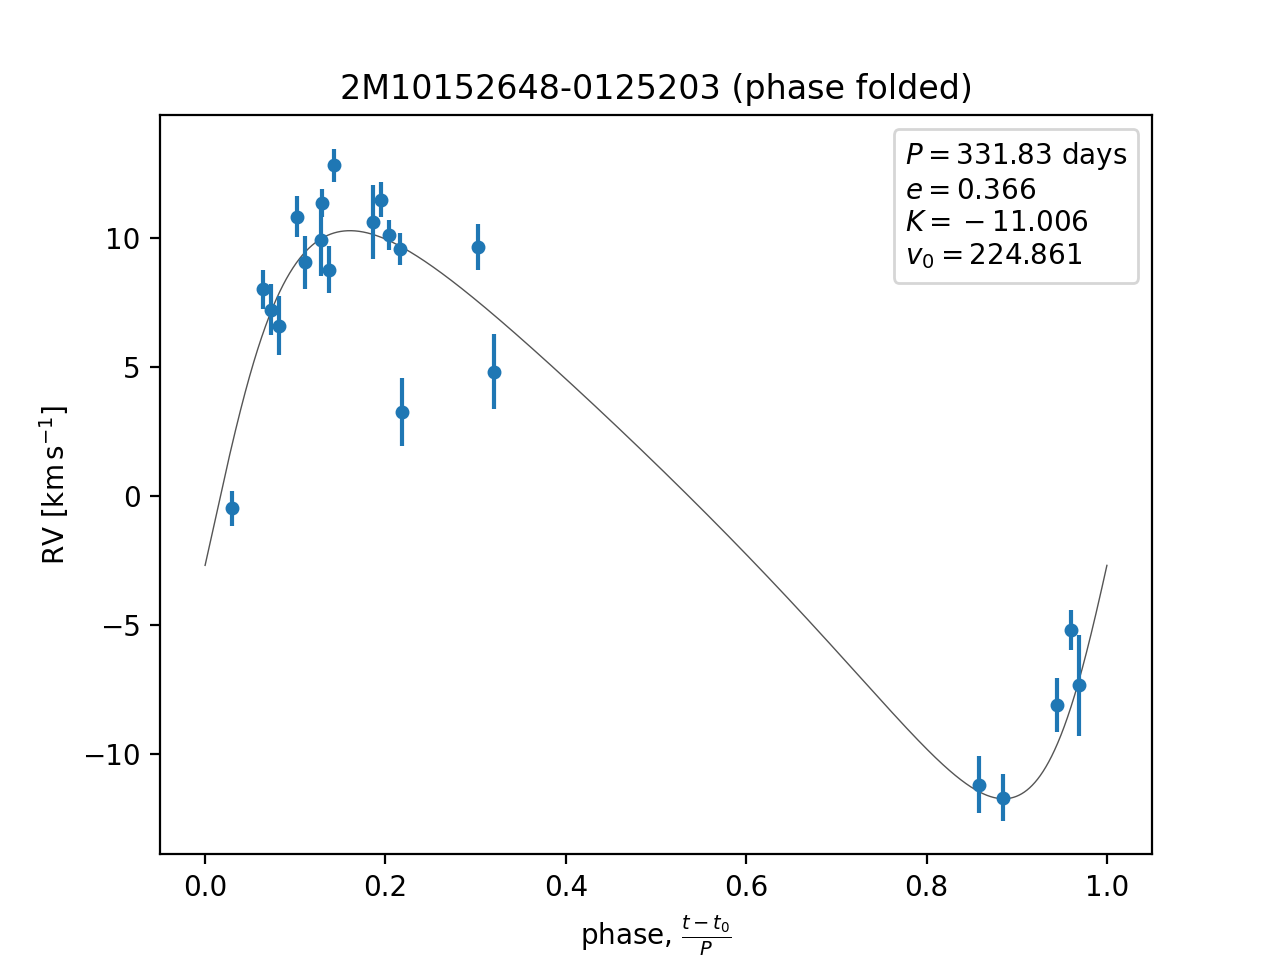 2M10152648-0125203 (phase folded)
P = 331.83 days
e = 0.366
K = −11.006
v₀ = 224.861
RV [km s⁻¹]
10
5
0
−5
−10
0.0 0.2 0.4 0.6 0.8 1.0
phase, (t − t₀)/P